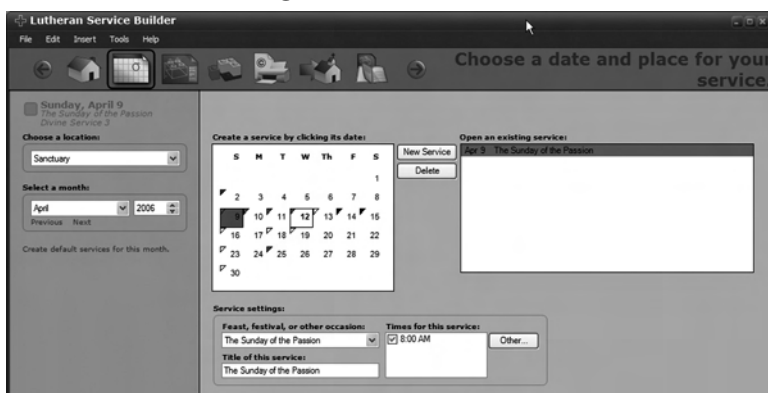 Lutheran Service Builder
File Edit Insert Tools Help
Choose a date and place for your
service.
Sunday, April 9
The Sunday of the Passion
Divine Service 3
Choose a location:
Sanctuary
Select a month:
April 2006
Previous Next
Create default services for this month.
Create a service by clicking its date:
S M T W Th F S
1
2 3 4 5 6 7 8
9 10 11 12 13 14 15
16 17 18 19 20 21 22
23 24 25 26 27 28 29
30
New Service
Delete
Open an existing service:
Apr 9 The Sunday of the Passion
Service settings:
Feast, festival, or other occasion:
The Sunday of the Passion
Title of this service:
The Sunday of the Passion
Times for this service:
8:00 AM
Other...